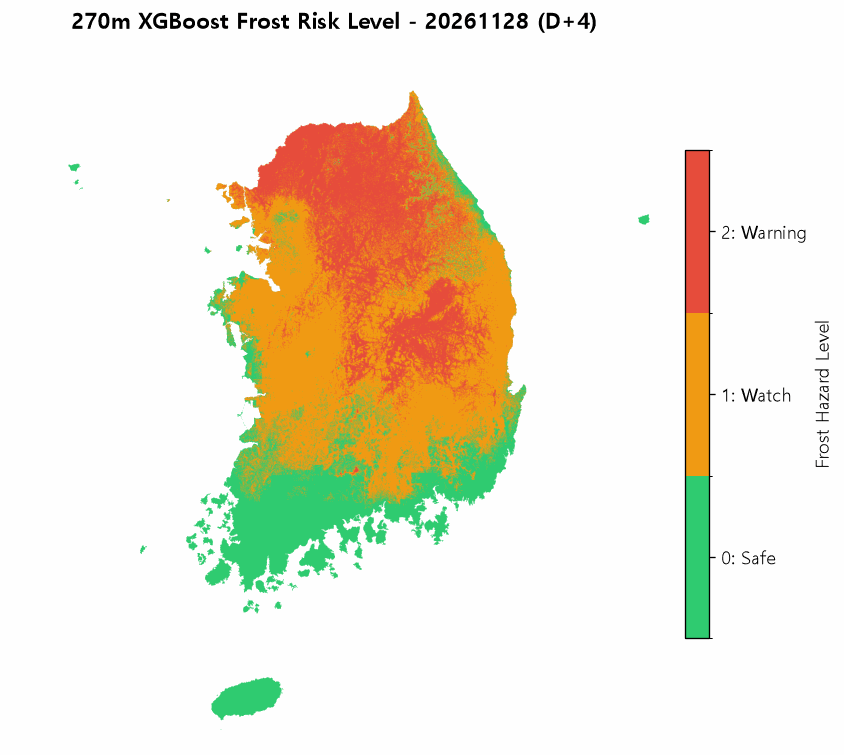 270m XGBoost Frost Risk Level - 20261128 (D+4)
2: Warning
1: Watch
0: Safe
Frost Hazard Level